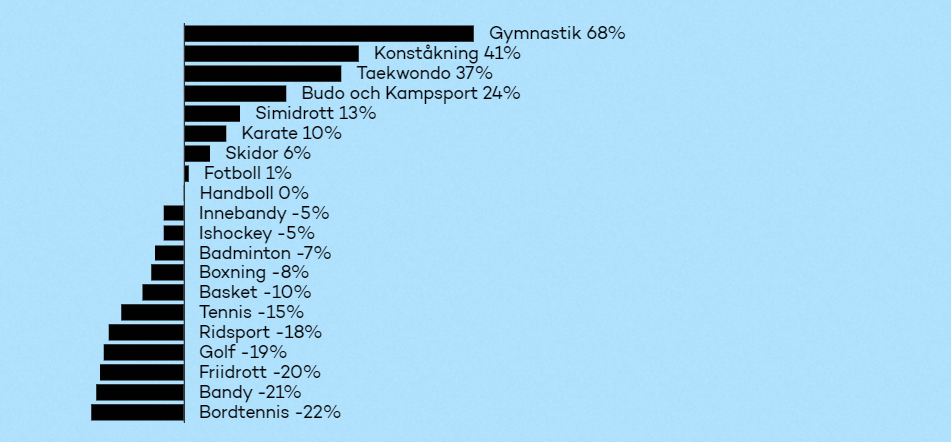 Gymnastik 68%
Konståkning 41%
Taekwondo 37%
Budo och Kampsport 24%
Simidrott 13%
Karate 10%
Skidor 6%
Fotboll 1%
Handboll 0%
Innebandy -5%
Ishockey -5%
Badminton -7%
Boxning -8%
Basket -10%
Tennis -15%
Ridsport -18%
Golf -19%
Friidrott -20%
Bandy -21%
Bordtennis -22%